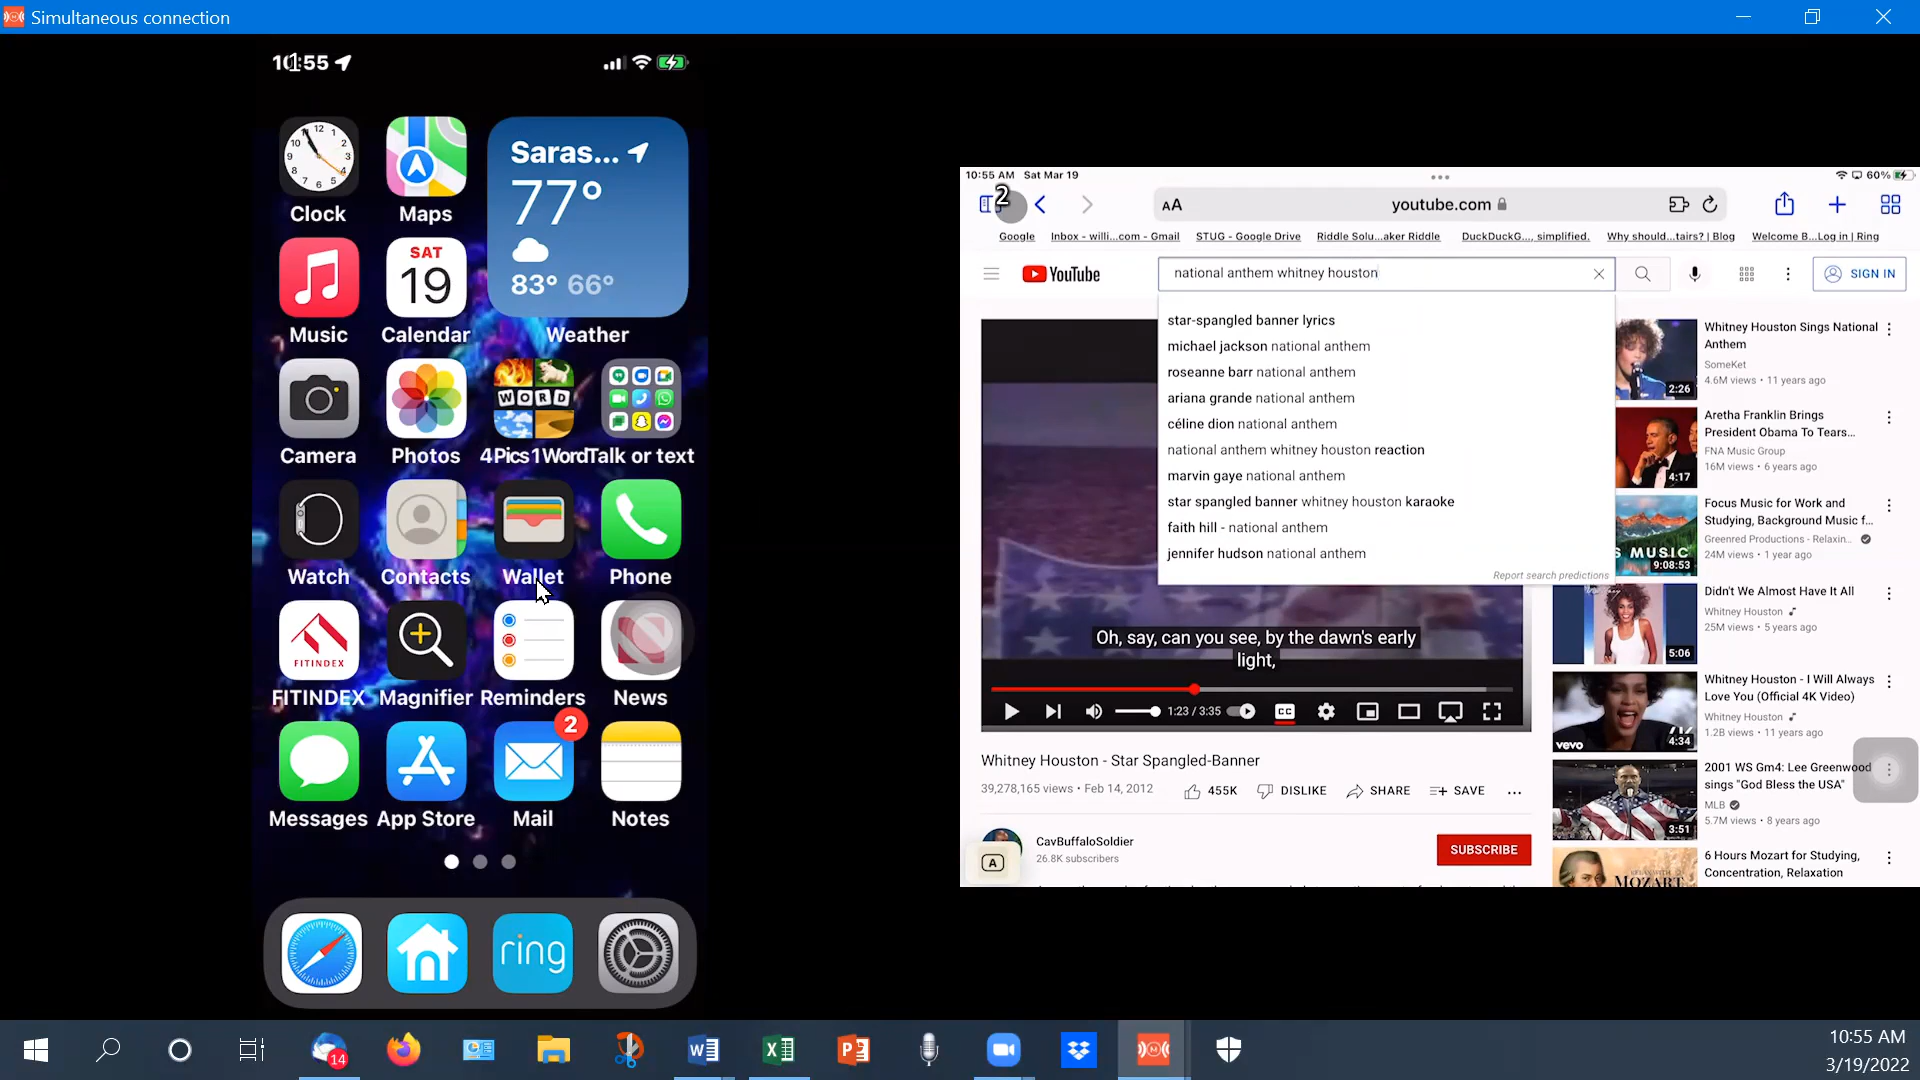 Simultaneous connection
10:55
1
Saras...
77°
83° 66°
Clock
Maps
Weather
SAT
19
Music
Calendar
WORD
Camera
Photos
4Pics1Word
Talk or text
Watch
Contacts
Wallet
Phone
FITINDEX
FITINDEX
Magnifier
Reminders
News
2
Messages
App Store
Mail
Notes
ring
10:55 AM Sat Mar 19
60%
2
AA
youtube.com
Google
Inbox - willi...com - Gmail
STUG - Google Drive
Riddle Solu...aker Riddle
DuckDuckG..., simplified.
Why should...tairs? | Blog
Welcome B...Log in | Ring
YouTube
national anthem whitney houston
SIGN IN
star-spangled banner lyrics
michael jackson national anthem
roseanne barr national anthem
ariana grande national anthem
céline dion national anthem
national anthem whitney houston reaction
marvin gaye national anthem
star spangled banner whitney houston karaoke
faith hill - national anthem
jennifer hudson national anthem
Report search predictions
Oh, say, can you see, by the dawn's early
light,
1:23 / 3:35
CC
Whitney Houston - Star Spangled-Banner
39,278,165 views • Feb 14, 2012
455K
DISLIKE
SHARE
SAVE
CavBuffaloSoldier
26.8K subscribers
SUBSCRIBE
A
Whitney Houston Sings National
Anthem
SomeKet
4.6M views • 11 years ago
2:26
Aretha Franklin Brings
President Obama To Tears...
FNA Music Group
16M views • 6 years ago
4:17
Focus Music for Work and
Studying, Background Music f...
Greenred Productions - Relaxin...
24M views • 1 year ago
S MUSIC
9:08:53
Didn't We Almost Have It All
Whitney Houston
25M views • 5 years ago
5:06
Whitney Houston - I Will Always
Love You (Official 4K Video)
Whitney Houston
1.2B views • 11 years ago
vevo
4:34
2001 WS Gm4: Lee Greenwood
sings "God Bless the USA"
MLB
5.7M views • 8 years ago
3:51
6 Hours Mozart for Studying,
Concentration, Relaxation
MOZART
14
10:55 AM
3/19/2022